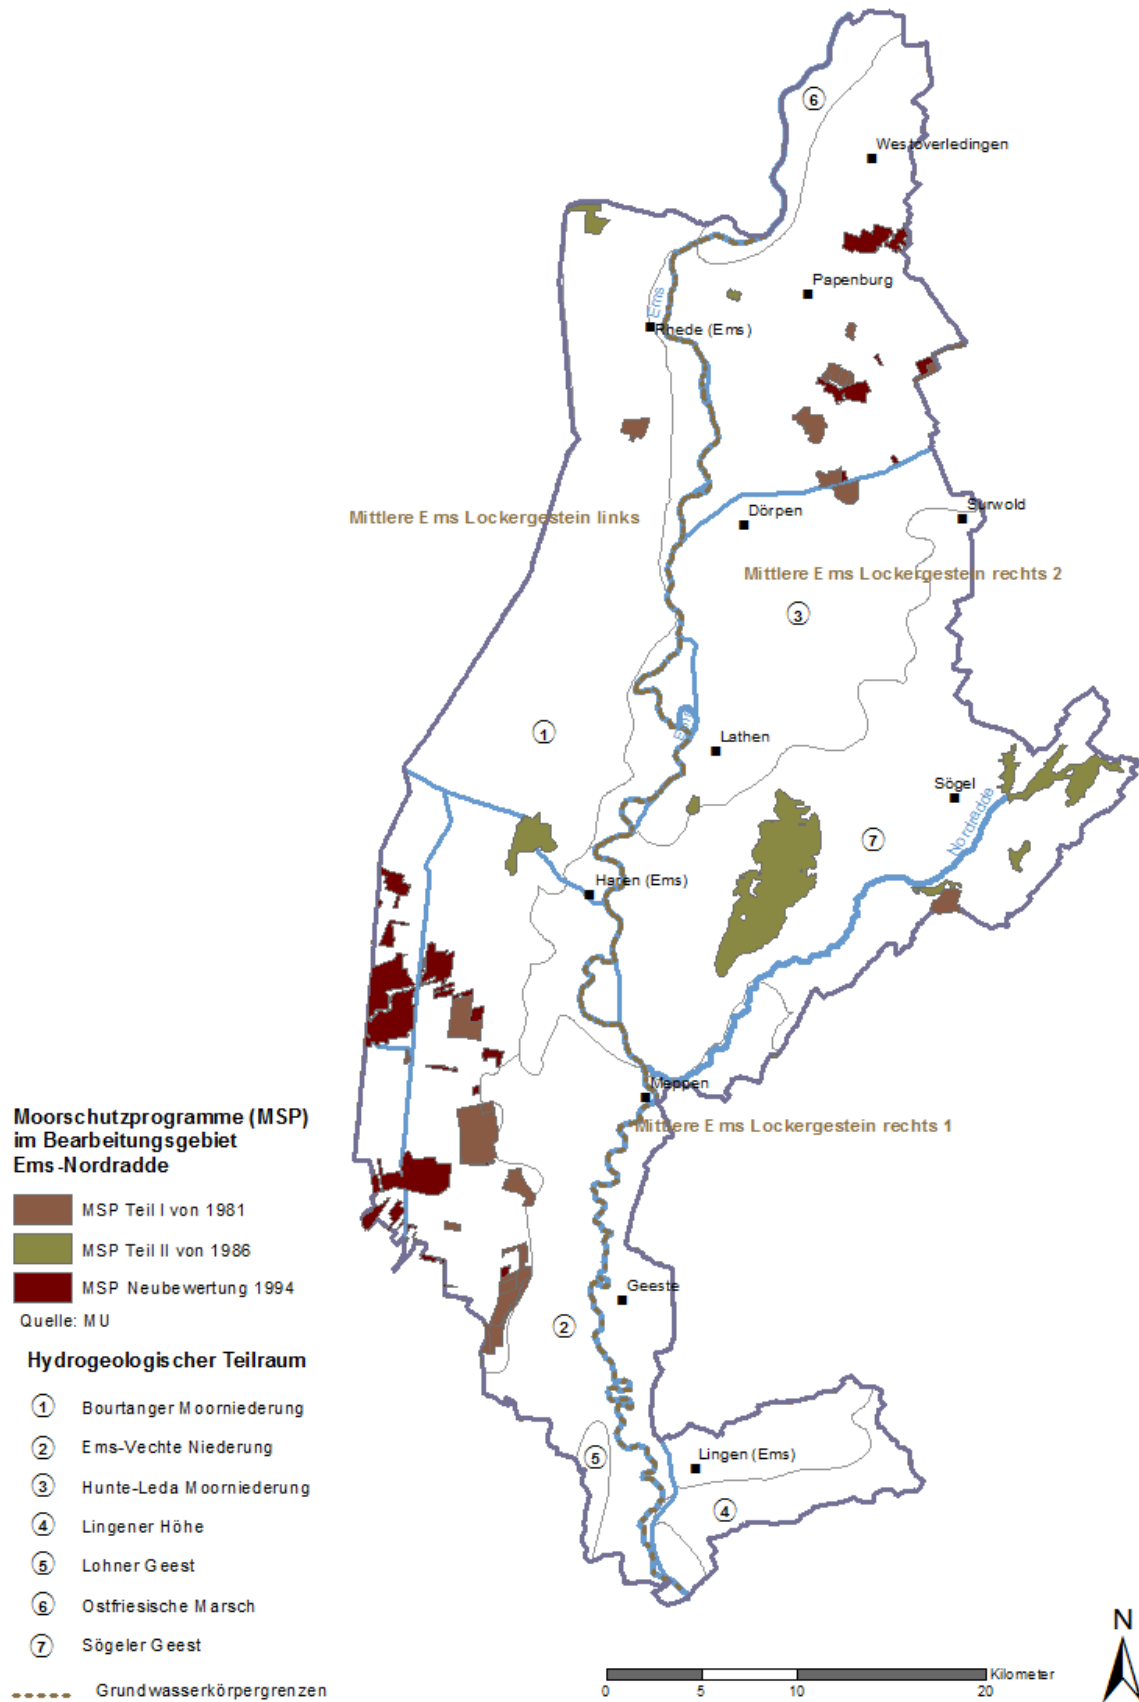 6
Westoverledingen
Papenburg
Ems
Rhede (Ems)
Surwold
Mittlere Ems Lockergestein links
Dörpen
Mittlere Ems Lockergestein rechts 2
3
1
Ems
Lathen
Sögel
Nordradde
7
Haren (Ems)
Meppen
Mittlere Ems Lockergestein rechts 1
Moorschutzprogramme (MSP)
im Bearbeitungsgebiet
Ems-Nordradde
MSP Teil I von 1981
MSP Teil II von 1986
MSP Neubewertung 1994
Quelle: MU
Geeste
2
Hydrogeologischer Teilraum
1 Bourtanger Moorniederung
2 Ems-Vechte Niederung
3 Hunte-Leda Moorniederung
4 Lingener Höhe
5 Lohner Geest
6 Ostfriesische Marsch
7 Sögeler Geest
Grundwasserkörpergrenzen
5
Lingen (Ems)
4
N
Kilometer
0 5 10 20